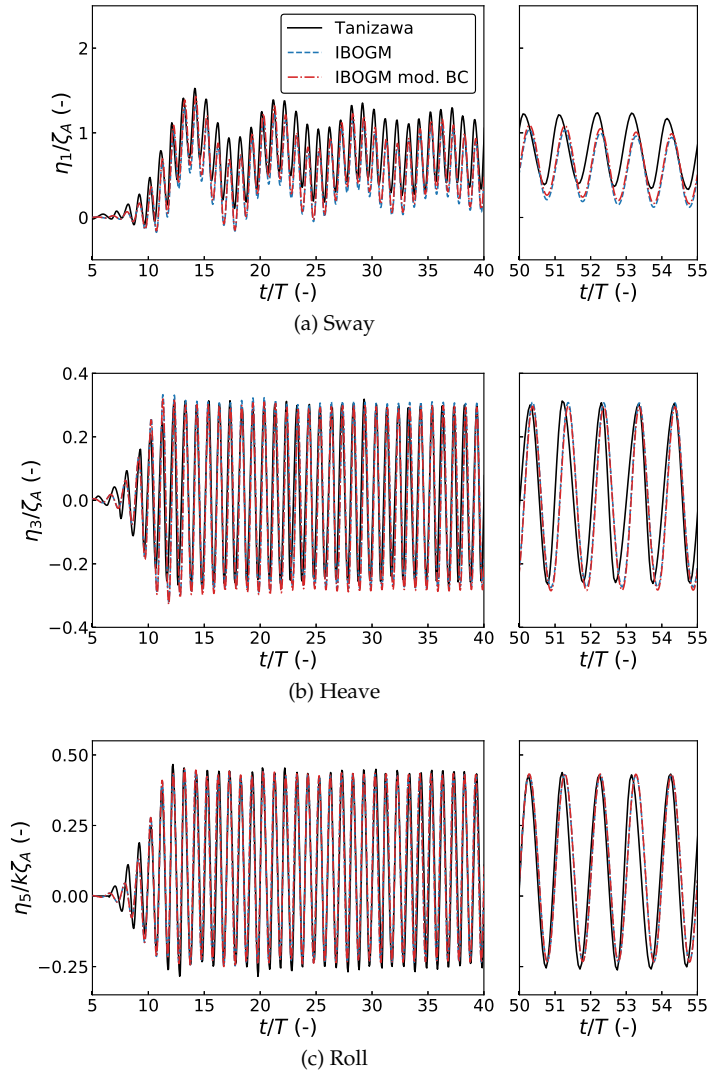 2
1
0
η₁/ζ_A (-)
Tanizawa
IBOGM
IBOGM mod. BC
5 10 15 20 25 30 35 40 50 51 52 53 54 55
t/T (-) t/T (-)
(a) Sway
0.4
0.2
0.0
−0.2
−0.4
η₃/ζ_A (-)
5 10 15 20 25 30 35 40 50 51 52 53 54 55
t/T (-) t/T (-)
(b) Heave
0.50
0.25
0.00
−0.25
η₅/kζ_A (-)
5 10 15 20 25 30 35 40 50 51 52 53 54 55
t/T (-) t/T (-)
(c) Roll